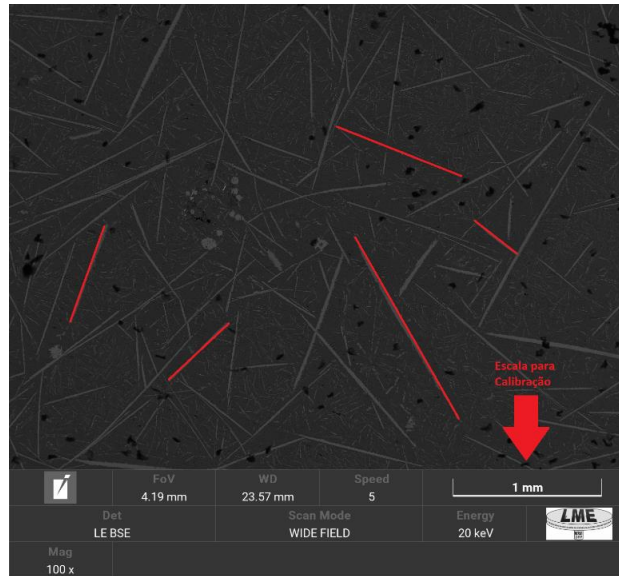 Escala para
Calibração
FoV
4.19 mm
WD
23.57 mm
Speed
5
1 mm
Det
LE BSE
Scan Mode
WIDE FIELD
Energy
20 keV
LME
Mag
100 x